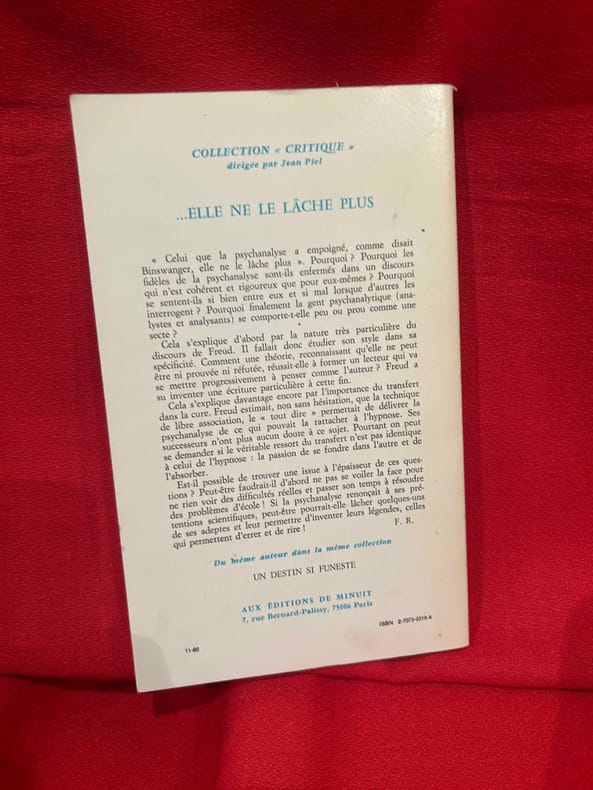 COLLECTION « CRITIQUE »
dirigée par Jean Piel
...ELLE NE LE LÂCHE PLUS
« Celui que la psychanalyse a empoigné, comme disait
Binswanger, elle ne le lâche plus ». Pourquoi ? Pourquoi les
fidèles de la psychanalyse sont-ils enfermés dans un discours
qui n'est cohérent et rigoureux que pour eux-mêmes ? Pourquoi
se sentent-ils si bien entre eux et si mal lorsque d'autres les
interrogent ? Pourquoi finalement la gent psychanalytique (ana-
lystes et analysants) se comporte-t-elle peu ou prou comme une
secte ?
Cela s'explique d'abord par la nature très particulière du
discours de Freud. Il fallait donc étudier son style dans sa
spécificité. Comment une théorie, reconnaissant qu'elle ne peut
être ni prouvée ni réfutée, réussit-elle à former un lecteur qui va
se mettre progressivement à penser comme l'auteur ? Freud a
su inventer une écriture particulière à cette fin.
Cela s'explique davantage encore par l'importance du transfert
dans la cure. Freud estimait, non sans hésitation, que la technique
de libre association, le « tout dire » permettait de délivrer la
psychanalyse de ce qui pouvait la rattacher à l'hypnose. Ses
successeurs n'ont plus aucun doute à ce sujet. Pourtant on peut
se demander si le véritable ressort du transfert n'est pas identique
à celui de l'hypnose : la passion de se fondre dans l'autre et de
l'absorber.
Est-il possible de trouver une issue à l'épaisseur de ces ques-
tions ? Peut-être faudrait-il d'abord ne pas se voiler la face pour
ne rien voir des difficultés réelles et passer son temps à résoudre
des problèmes d'école ! Si la psychanalyse renonçait à ses pré-
tentions scientifiques, peut-être pourrait-elle lâcher quelques-uns
de ses adeptes et leur permettre d'inventer leurs légendes, celles
qui permettent d'errer et de rire !
F. R.
Du même auteur dans la même collection
UN DESTIN SI FUNESTE
AUX ÉDITIONS DE MINUIT
7, rue Bernard-Palissy, 75006 Paris
ISBN 2-7073-0319-4
11-80